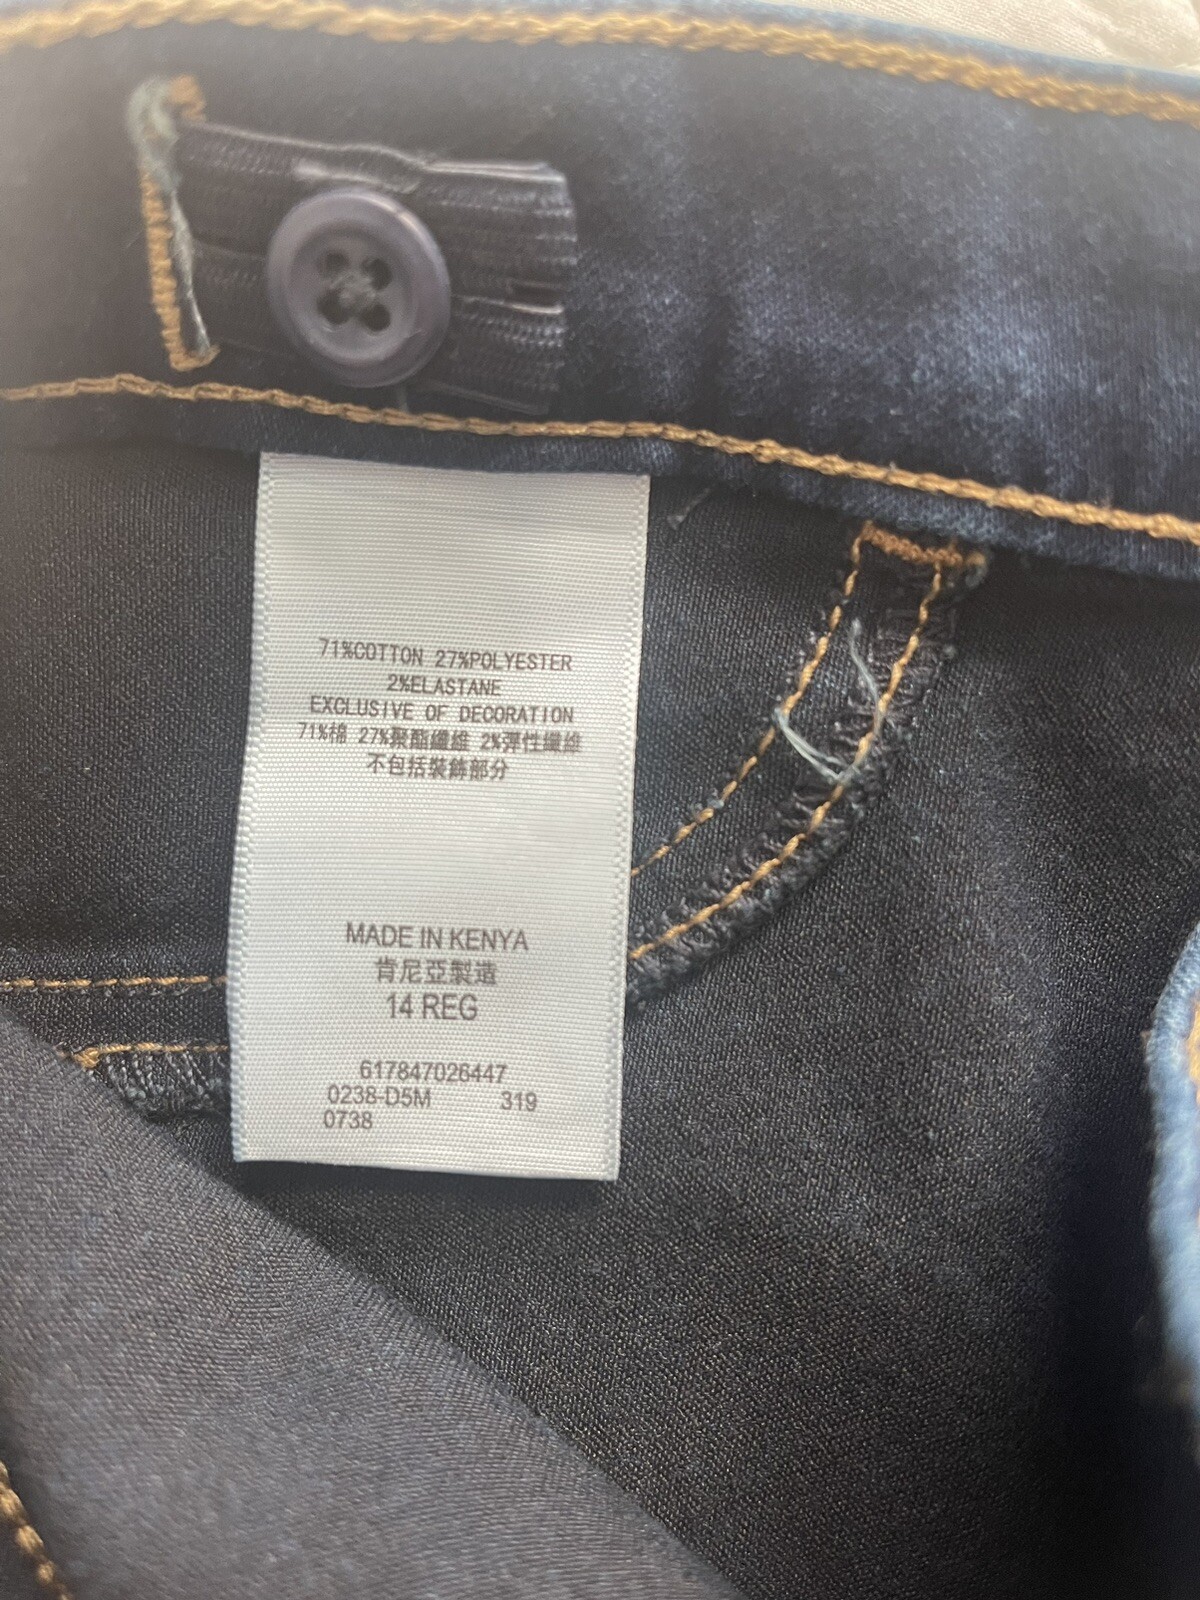 71%COTTON 27%POLYESTER
2%ELASTANE
EXCLUSIVE OF DECORATION
71%棉 27%聚酯纖維 2%彈性纖維
不包括裝飾部分
MADE IN KENYA
肯尼亞製造
14 REG
617847026447
0238-D5M 319
0738